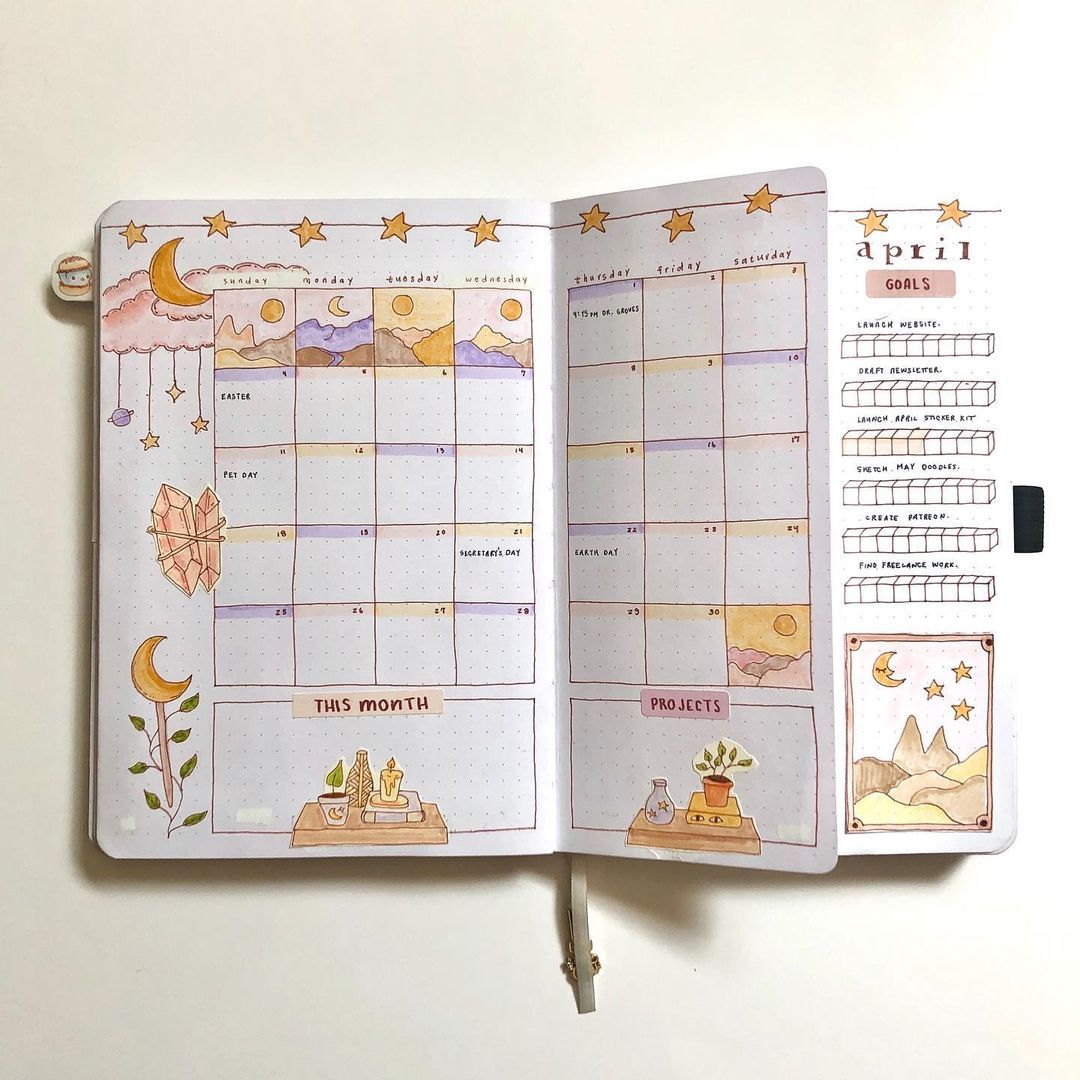 sunday monday tuesday wednesday
4 5 6 7
EASTER
11 12 13 14
PET DAY
18 19 20 21
SECRETARY'S DAY
25 26 27 28
THIS MONTH
thursday friday saturday
1 2 3
4:15 PM DR. GROVES
8 9 10
15 16 17
22 23 24
EARTH DAY
29 30
PROJECTS
april
GOALS
LAUNCH WEBSITE.
DRAFT NEWSLETTER.
LAUNCH APRIL STICKER KIT
SKETCH MAY DOODLES.
CREATE PATREON.
FIND FREELANCE WORK.